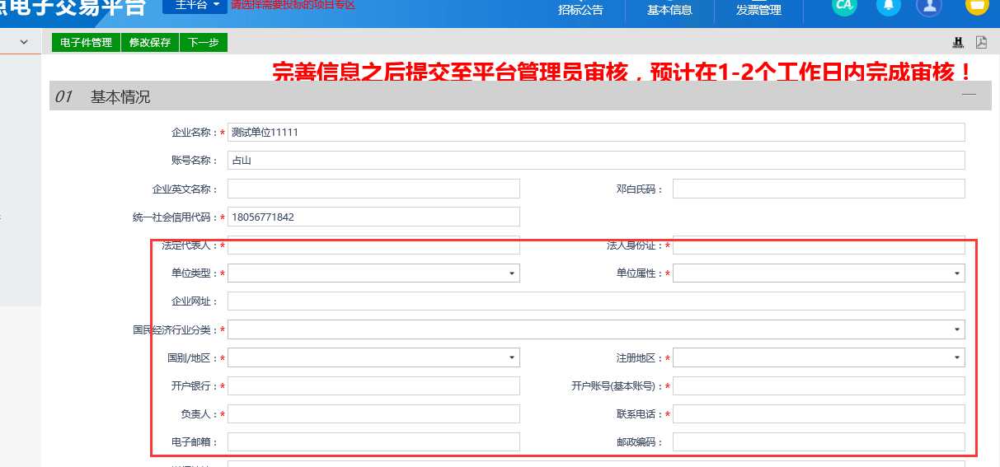 点电子交易平台 主平台 请选择需要投标的项目专区 招标公告 基本信息 发票管理 CA
电子件管理 修改保存 下一步
完善信息之后提交至平台管理员审核，预计在1-2个工作日内完成审核！
01 基本情况
企业名称：* 测试单位11111
账号名称： 占山
企业英文名称： 邓白氏码：
统一社会信用代码：* 18056771842
法定代表人：* 法人身份证：*
单位类型：* 单位属性：*
企业网址：
国民经济行业分类：*
国别/地区：* 注册地区：*
开户银行：* 开户账号(基本账号)：*
负责人：* 联系电话：*
电子邮箱： 邮政编码：